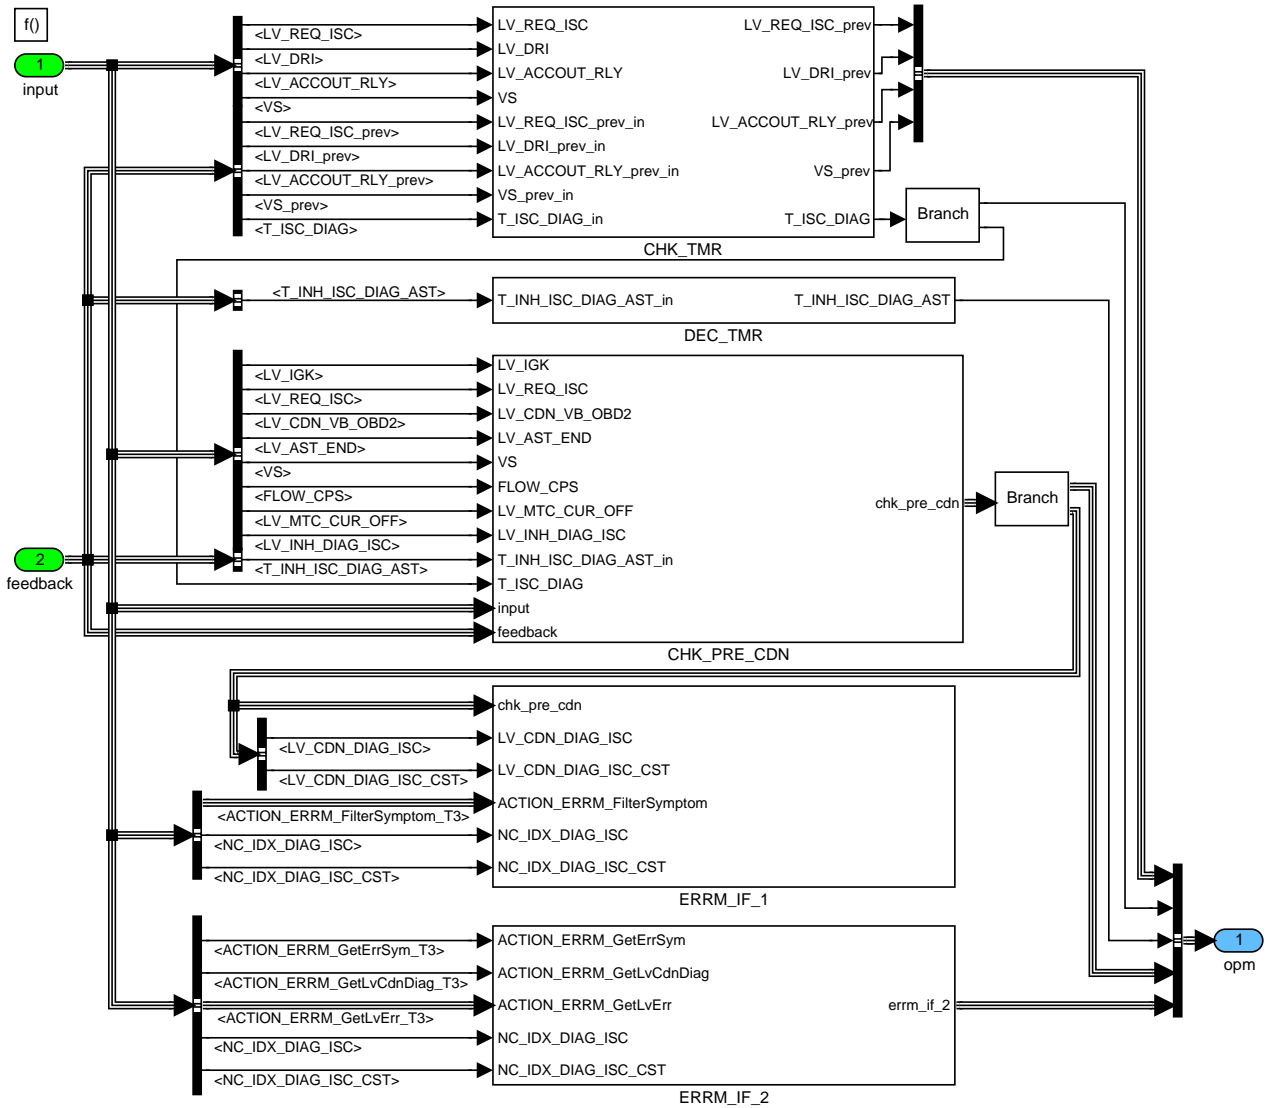 f()
1
input
<LV_REQ_ISC>
<LV_DRI>
<LV_ACCOUT_RLY>
<VS>
<LV_REQ_ISC_prev>
<LV_DRI_prev>
<LV_ACCOUT_RLY_prev>
<VS_prev>
<T_ISC_DIAG>
LV_REQ_ISC
LV_DRI
LV_ACCOUT_RLY
VS
LV_REQ_ISC_prev_in
LV_DRI_prev_in
LV_ACCOUT_RLY_prev_in
VS_prev_in
T_ISC_DIAG_in
LV_REQ_ISC_prev
LV_DRI_prev
LV_ACCOUT_RLY_prev
VS_prev
T_ISC_DIAG
CHK_TMR
Branch
<T_INH_ISC_DIAG_AST>
T_INH_ISC_DIAG_AST_in
T_INH_ISC_DIAG_AST
DEC_TMR
2
feedback
<LV_IGK>
<LV_REQ_ISC>
<LV_CDN_VB_OBD2>
<LV_AST_END>
<VS>
<FLOW_CPS>
<LV_MTC_CUR_OFF>
<LV_INH_DIAG_ISC>
<T_INH_ISC_DIAG_AST>
LV_IGK
LV_REQ_ISC
LV_CDN_VB_OBD2
LV_AST_END
VS
FLOW_CPS
LV_MTC_CUR_OFF
LV_INH_DIAG_ISC
T_INH_ISC_DIAG_AST_in
T_ISC_DIAG
input
feedback
chk_pre_cdn
CHK_PRE_CDN
Branch
<LV_CDN_DIAG_ISC>
<LV_CDN_DIAG_ISC_CST>
<ACTION_ERRM_FilterSymptom_T3>
<NC_IDX_DIAG_ISC>
<NC_IDX_DIAG_ISC_CST>
chk_pre_cdn
LV_CDN_DIAG_ISC
LV_CDN_DIAG_ISC_CST
ACTION_ERRM_FilterSymptom
NC_IDX_DIAG_ISC
NC_IDX_DIAG_ISC_CST
ERRM_IF_1
<ACTION_ERRM_GetErrSym_T3>
<ACTION_ERRM_GetLvCdnDiag_T3>
<ACTION_ERRM_GetLvErr_T3>
<NC_IDX_DIAG_ISC>
<NC_IDX_DIAG_ISC_CST>
ACTION_ERRM_GetErrSym
ACTION_ERRM_GetLvCdnDiag
ACTION_ERRM_GetLvErr
NC_IDX_DIAG_ISC
NC_IDX_DIAG_ISC_CST
errm_if_2
ERRM_IF_2
1
opm